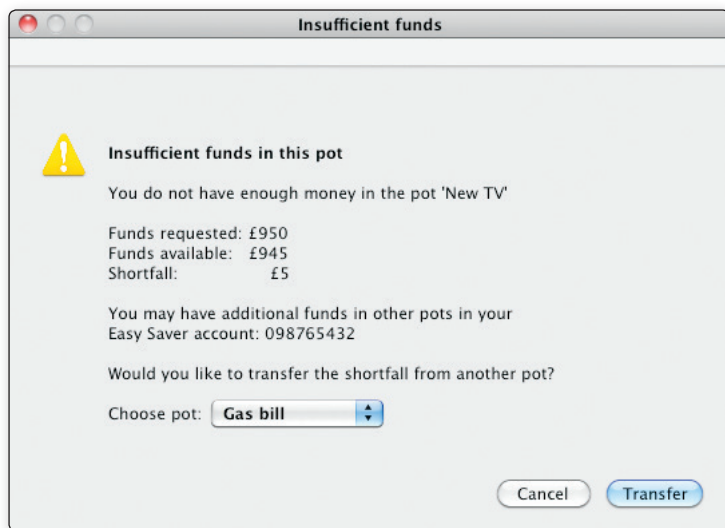 Insufficient funds
Insufficient funds in this pot
You do not have enough money in the pot 'New TV'
Funds requested: £950
Funds available: £945
Shortfall: £5
You may have additional funds in other pots in your
Easy Saver account: 098765432
Would you like to transfer the shortfall from another pot?
Choose pot: Gas bill
Cancel Transfer